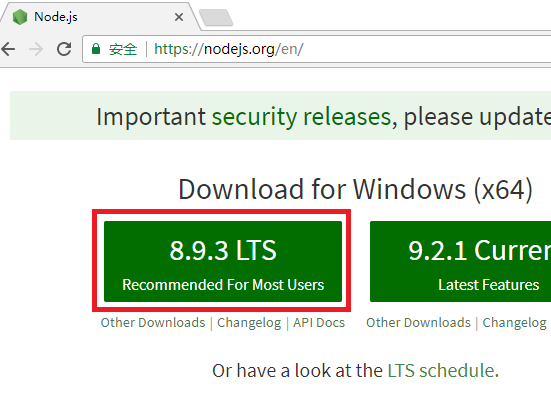 Node.js
安全 https://nodejs.org/en/
Important security releases, please update
Download for Windows (x64)
8.9.3 LTS
Recommended For Most Users
9.2.1 Curren
Latest Features
Other Downloads | Changelog | API Docs
Other Downloads | Changelog
Or have a look at the LTS schedule.